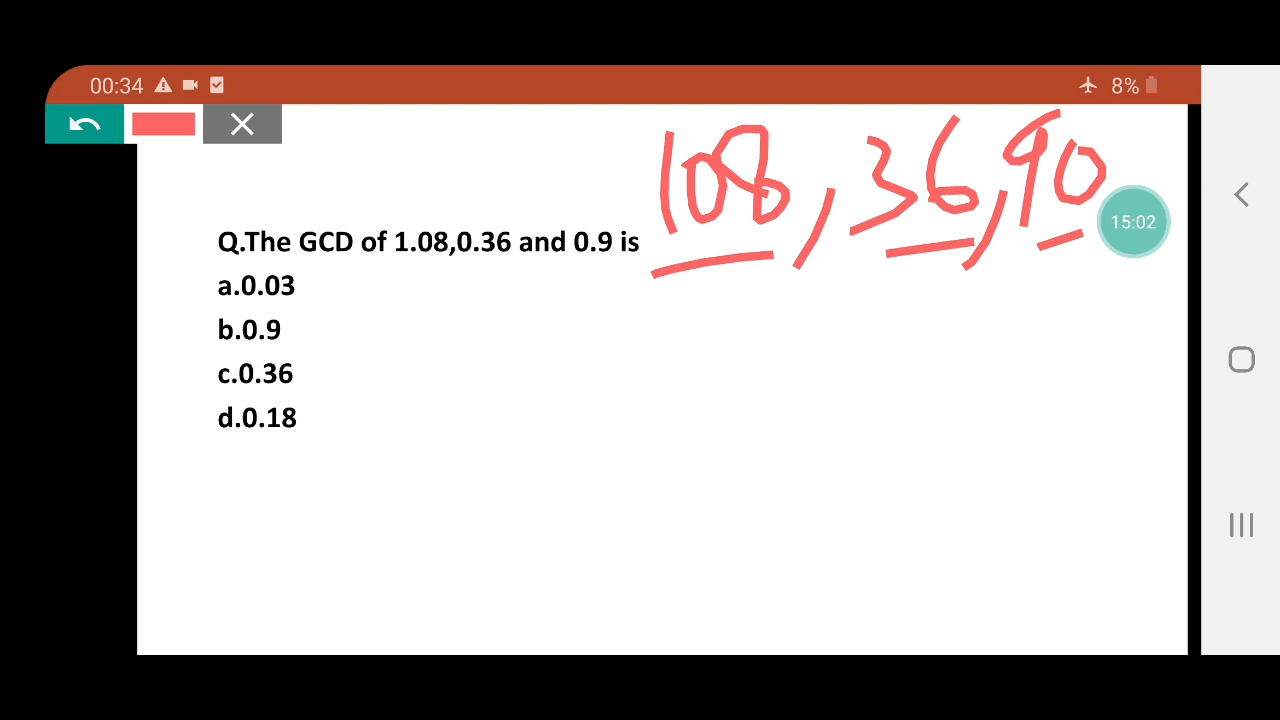 00:34
8%
108,36,90
15:02
Q.The GCD of 1.08,0.36 and 0.9 is
a.0.03
b.0.9
c.0.36
d.0.18